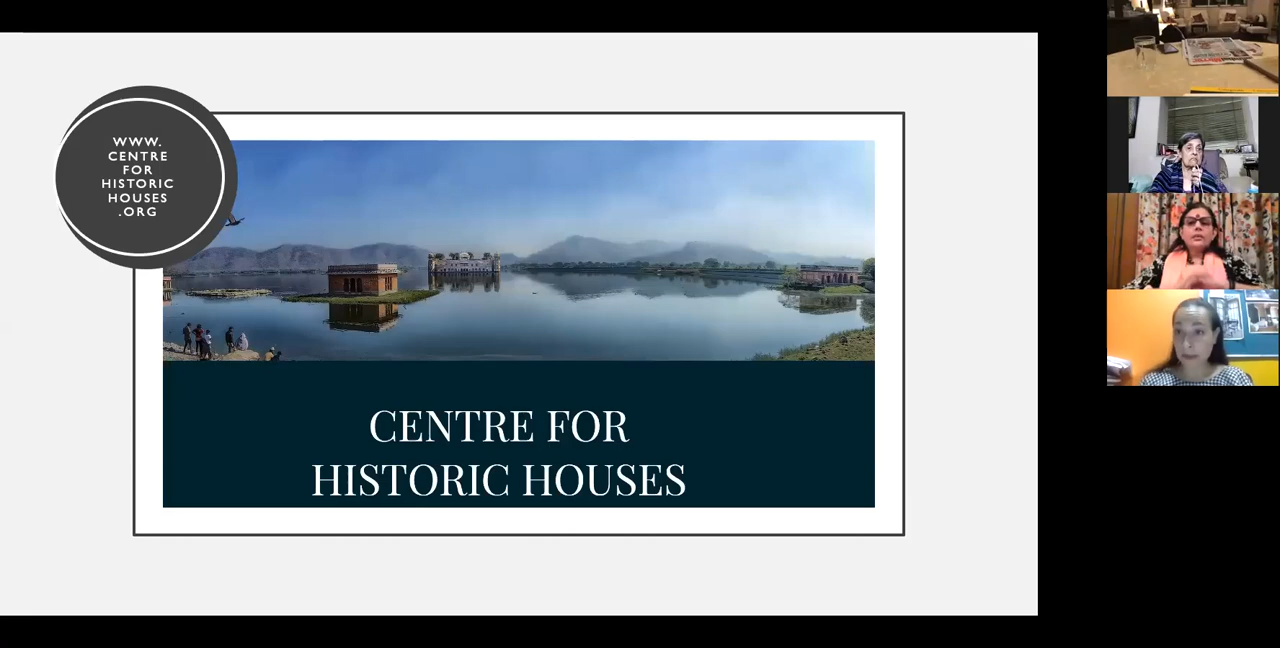 WWW.
CENTRE
FOR
HISTORIC
HOUSES
.ORG
CENTRE FOR
HISTORIC HOUSES